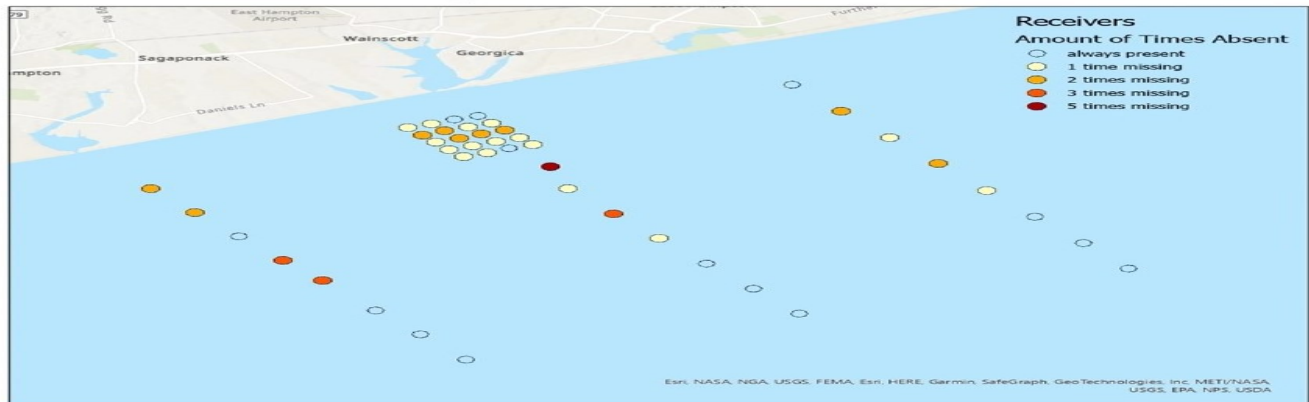 79
East Hampton
Airport
Wainscott
Georgica
Sagaponack
mpton
Daniels Ln
Receivers
Amount of Times Absent
always present
1 time missing
2 times missing
3 times missing
5 times missing
Esri, NASA, NGA, USGS, FEMA, Esri, HERE, Garmin, SafeGraph, GeoTechnologies, Inc, METI/NASA,
USGS, EPA, NPS, USDA